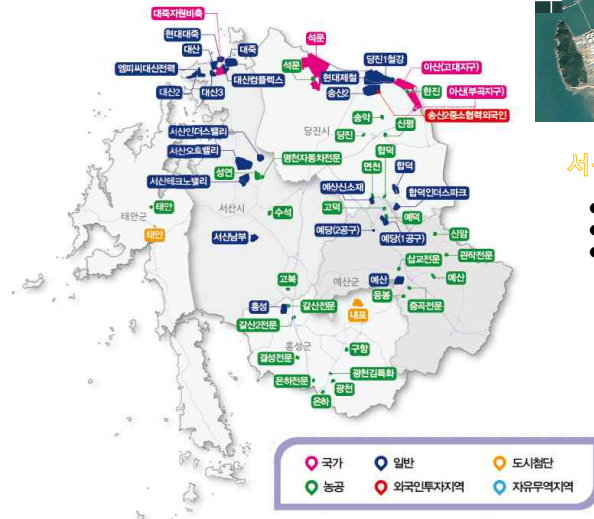 대죽자원비축
현대대죽
대산
대죽
엠피씨대산전력
대산2
대산3
대산컴플렉스
석문
석문
당진1철강
현대제철
송산2
아산(고대지구)
한진
아산(부곡지구)
송산2중소협력외국인
송악
신평
당진시
당진
합덕
서산인더스밸리
서산오토밸리
명천자동차전문
면천
합덕
성연
서산테크노밸리
예산신소재
합덕인더스파크
태안
태안군
서산시
수석
고덕
예덕
태안
서산남부
예당(2공구)
예당(1공구)
산암
삽교전문
관작전문
고북
예산군
예산
예산
응봉
증곡전문
홍성
갈산전문
내포
갈산2전문
홍성군
구항
결성전문
광천김특화
온하전문
광천
은하
국가
일반
도시첨단
농공
외국인투자지역
자유무역지역